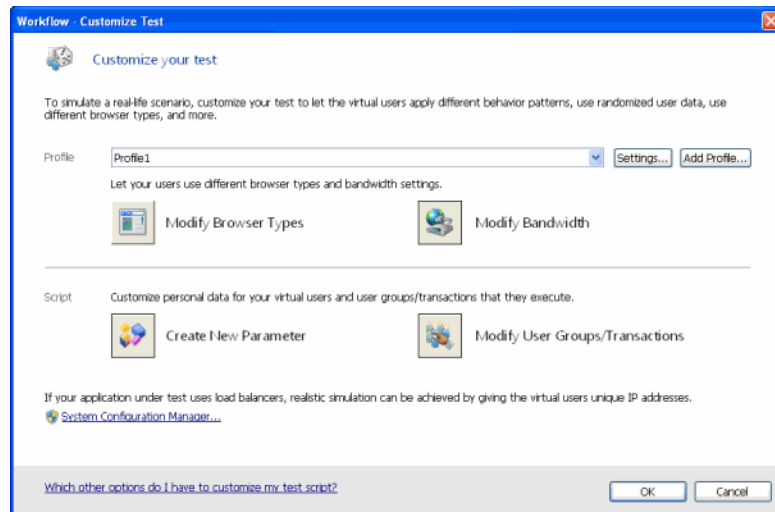 Workflow - Customize Test
Customize your test
To simulate a real-life scenario, customize your test to let the virtual users apply different behavior patterns, use randomized user data, use
different browser types, and more.
Profile
Profile1
Settings...
Add Profile...
Let your users use different browser types and bandwidth settings.
Modify Browser Types
Modify Bandwidth
Script
Customize personal data for your virtual users and user groups/transactions that they execute.
Create New Parameter
Modify User Groups/Transactions
If your application under test uses load balancers, realistic simulation can be achieved by giving the virtual users unique IP addresses.
System Configuration Manager...
Which other options do I have to customize my test script?
OK
Cancel